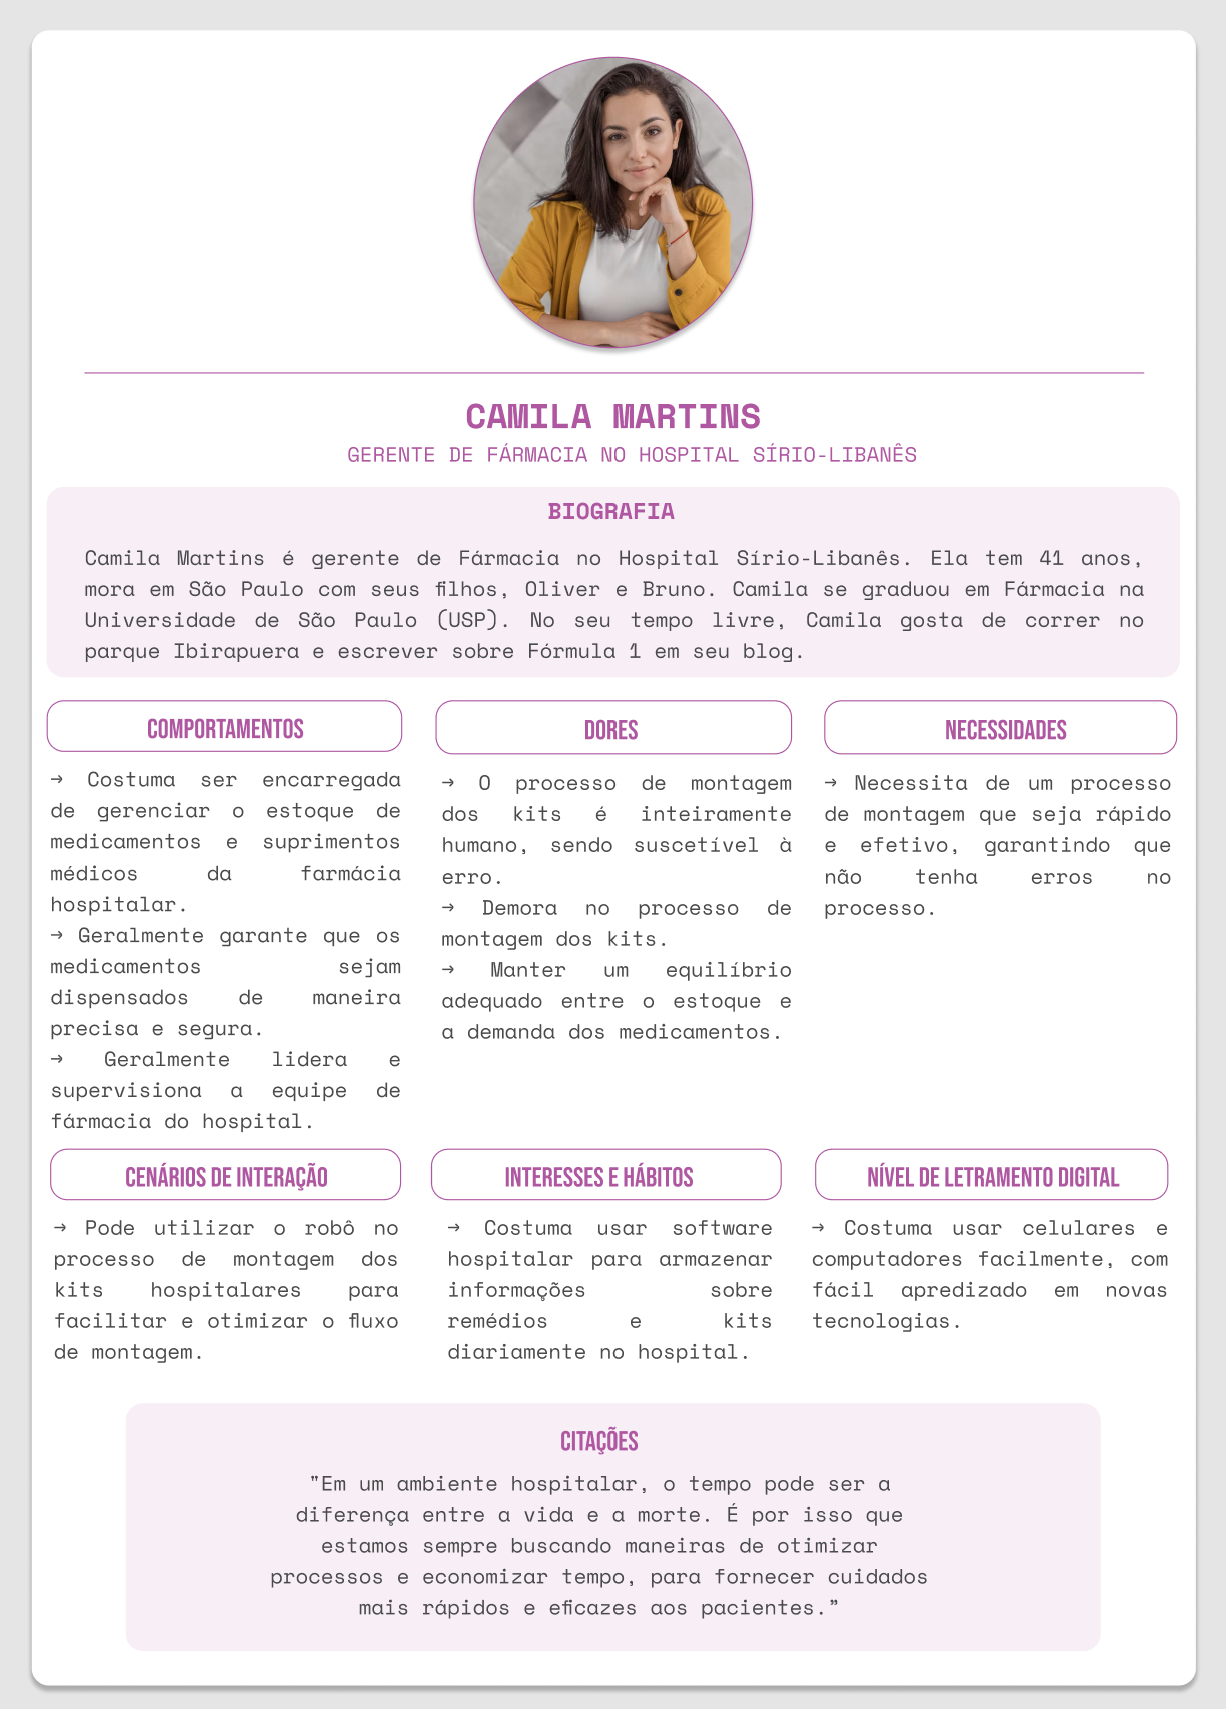 CAMILA MARTINS
GERENTE DE FÁRMACIA NO HOSPITAL SÍRIO-LIBANÊS
BIOGRAFIA
Camila Martins é gerente de Fármacia no Hospital Sírio-Libanês. Ela tem 41 anos,
mora em São Paulo com seus filhos, Oliver e Bruno. Camila se graduou em Fármacia na
Universidade de São Paulo (USP). No seu tempo livre, Camila gosta de correr no
parque Ibirapuera e escrever sobre Fórmula 1 em seu blog.
COMPORTAMENTOS
→ Costuma ser encarregada
de gerenciar o estoque de
medicamentos e suprimentos
médicos da farmácia
hospitalar.
→ Geralmente garante que os
medicamentos sejam
dispensados de maneira
precisa e segura.
→ Geralmente lidera e
supervisiona a equipe de
fármacia do hospital.
DORES
→ O processo de montagem
dos kits é inteiramente
humano, sendo suscetível à
erro.
→ Demora no processo de
montagem dos kits.
→ Manter um equilíbrio
adequado entre o estoque e
a demanda dos medicamentos.
NECESSIDADES
→ Necessita de um processo
de montagem que seja rápido
e efetivo, garantindo que
não tenha erros no
processo.
CENÁRIOS DE INTERAÇÃO
→ Pode utilizar o robô no
processo de montagem dos
kits hospitalares para
facilitar e otimizar o fluxo
de montagem.
INTERESSES E HÁBITOS
→ Costuma usar software
hospitalar para armazenar
informações sobre
remédios e kits
diariamente no hospital.
NÍVEL DE LETRAMENTO DIGITAL
→ Costuma usar celulares e
computadores facilmente, com
fácil apredizado em novas
tecnologias.
CITAÇÕES
"Em um ambiente hospitalar, o tempo pode ser a
diferença entre a vida e a morte. É por isso que
estamos sempre buscando maneiras de otimizar
processos e economizar tempo, para fornecer cuidados
mais rápidos e eficazes aos pacientes.”